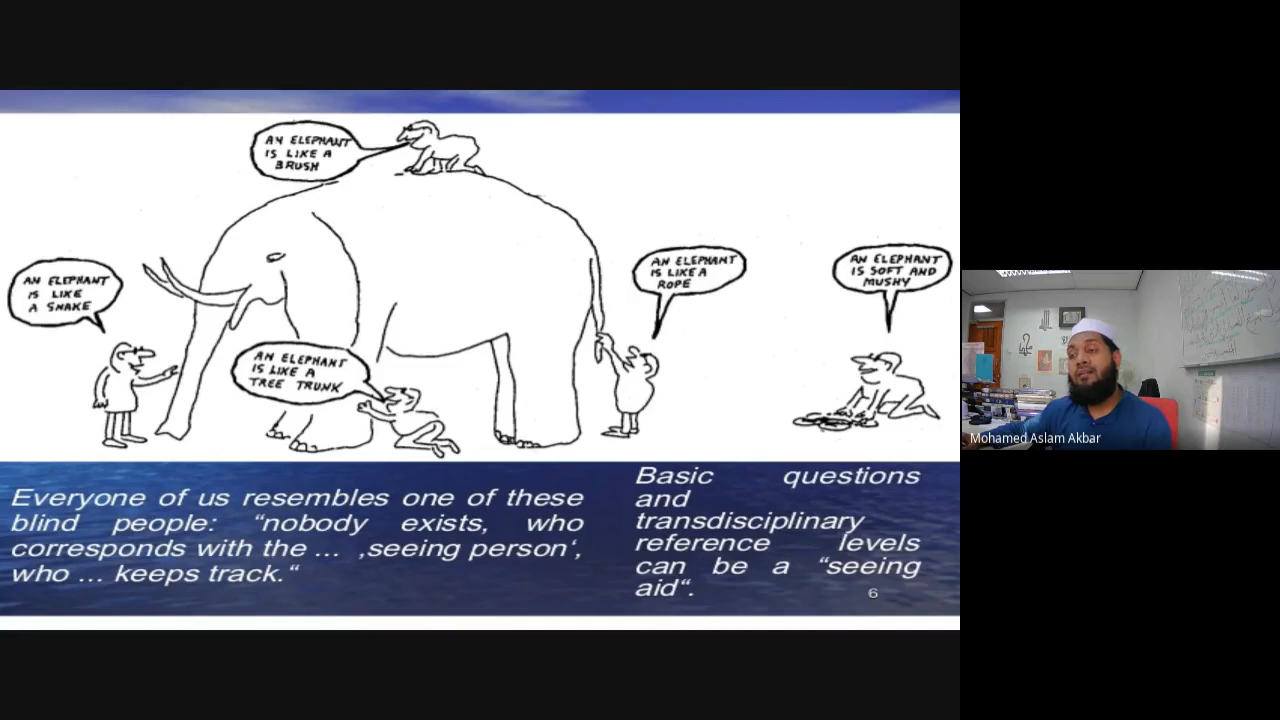 AN ELEPHANT
IS LIKE A
BRUSH
AN ELEPHANT
IS LIKE
A SNAKE
AN ELEPHANT
IS LIKE A
TREE TRUNK
AN ELEPHANT
IS LIKE A
ROPE
AN ELEPHANT
IS SOFT AND
MUSHY
Everyone of us resembles one of these
blind people: “nobody exists, who
corresponds with the ... ‚seeing person‘,
who ... keeps track.“
Basic questions
and
transdisciplinary
reference levels
can be a “seeing
aid“.
6
Mohamed Aslam Akbar